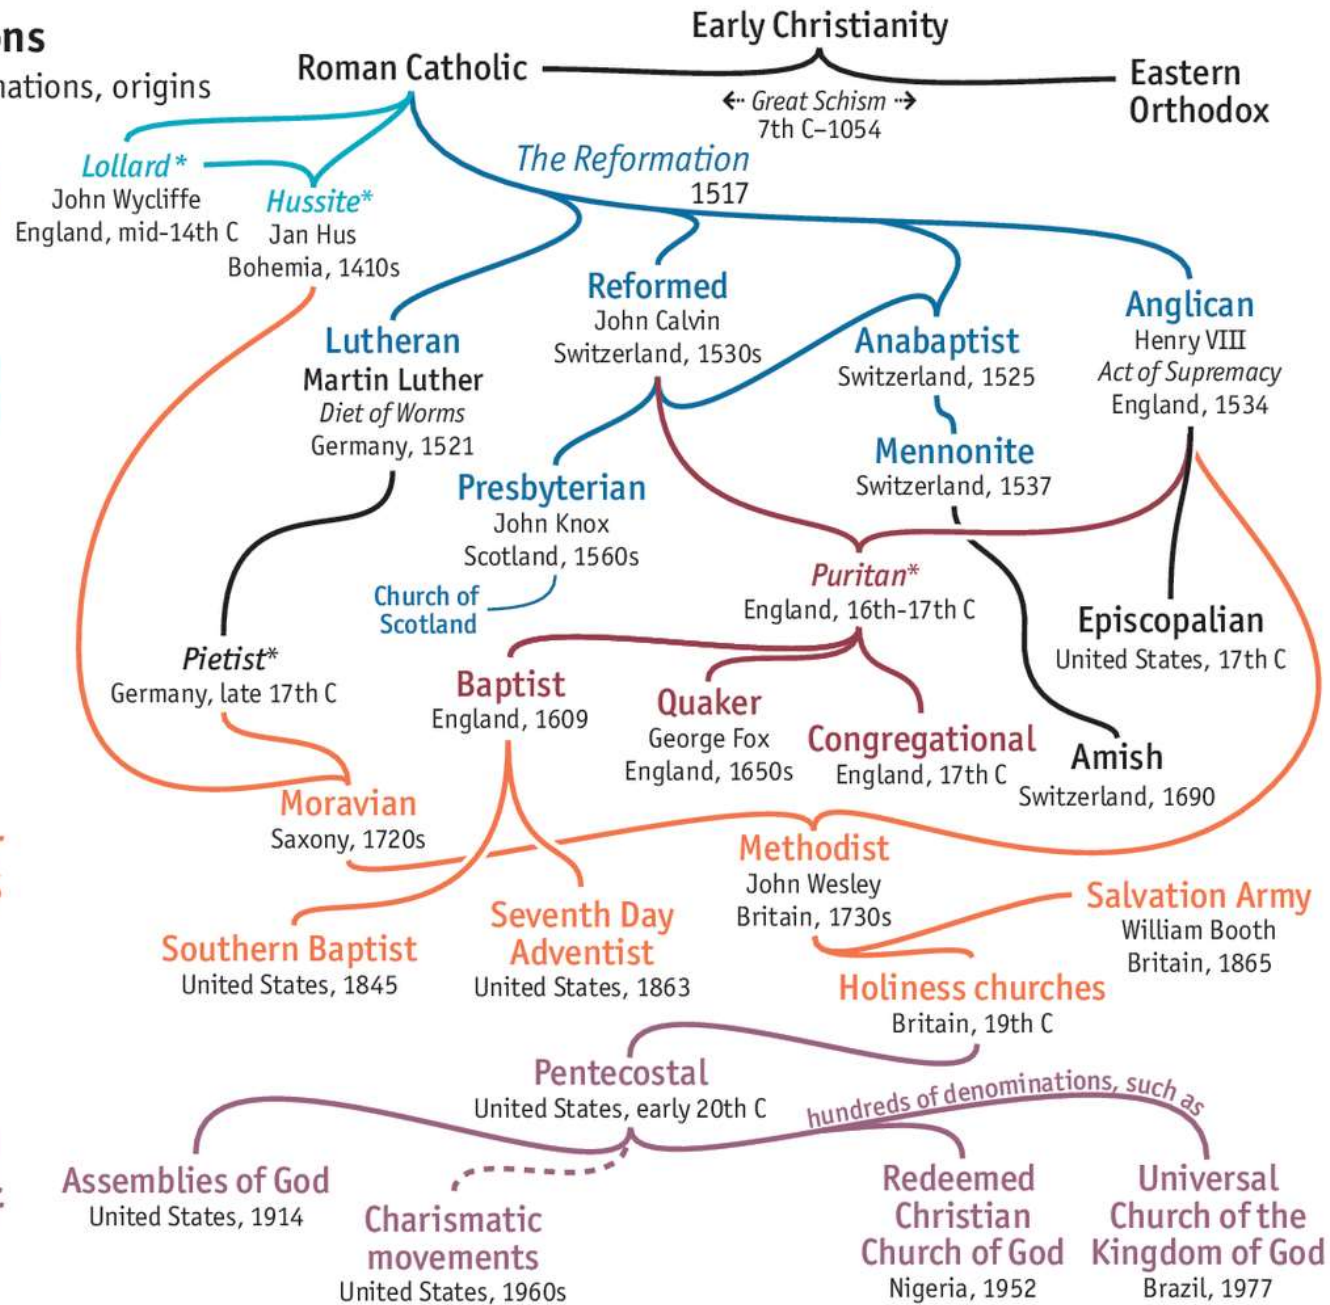 Early Christianity
Roman Catholic
Eastern
Orthodox
Great Schism
7th C–1054
origins
Lollard*
John Wycliffe
England, mid-14th C
Hussite*
Jan Hus
Bohemia, 1410s
The Reformation
1517
Lutheran
Martin Luther
Diet of Worms
Germany, 1521
Reformed
John Calvin
Switzerland, 1530s
Anabaptist
Switzerland, 1525
Anglican
Henry VIII
Act of Supremacy
England, 1534
Mennonite
Switzerland, 1537
Presbyterian
John Knox
Scotland, 1560s
Church of
Scotland
Puritan*
England, 16th-17th C
Episcopalian
United States, 17th C
Pietist*
Germany, late 17th C
Baptist
England, 1609
Quaker
George Fox
England, 1650s
Congregational
England, 17th C
Amish
Switzerland, 1690
Moravian
Saxony, 1720s
Methodist
John Wesley
Britain, 1730s
Salvation Army
William Booth
Britain, 1865
Southern Baptist
United States, 1845
Seventh Day
Adventist
United States, 1863
Holiness churches
Britain, 19th C
Pentecostal
United States, early 20th C
hundreds of denominations, such as
Assemblies of God
United States, 1914
Charismatic
movements
United States, 1960s
Redeemed
Christian
Church of God
Nigeria, 1952
Universal
Church of the
Kingdom of God
Brazil, 1977